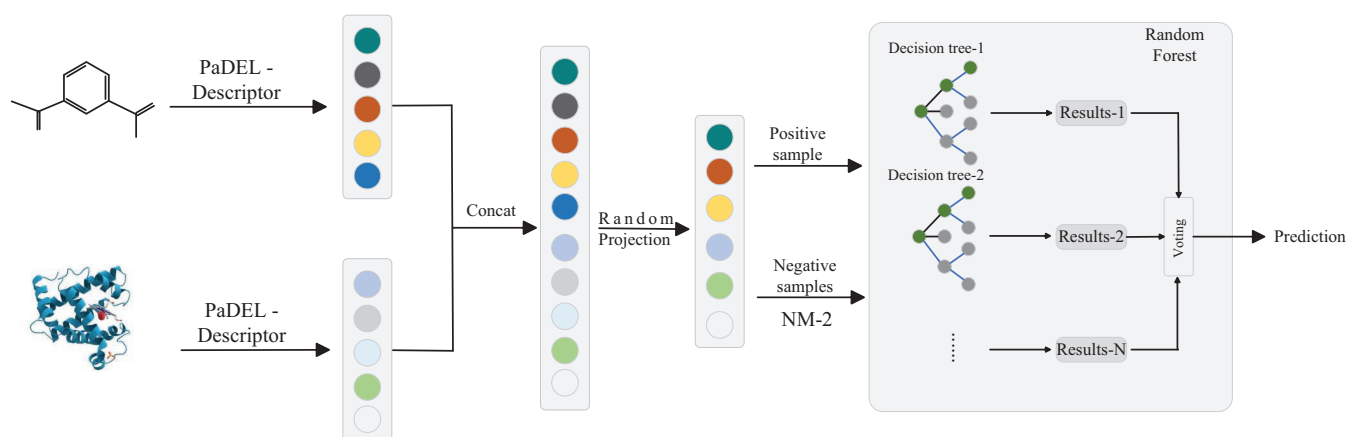 PaDEL -
Descriptor
PaDEL -
Descriptor
Concat
Random
Projection
Positive
sample
Negative
samples
NM-2
Random
Forest
Decision tree-1
Results-1
Decision tree-2
Results-2
Results-N
Voting
Prediction